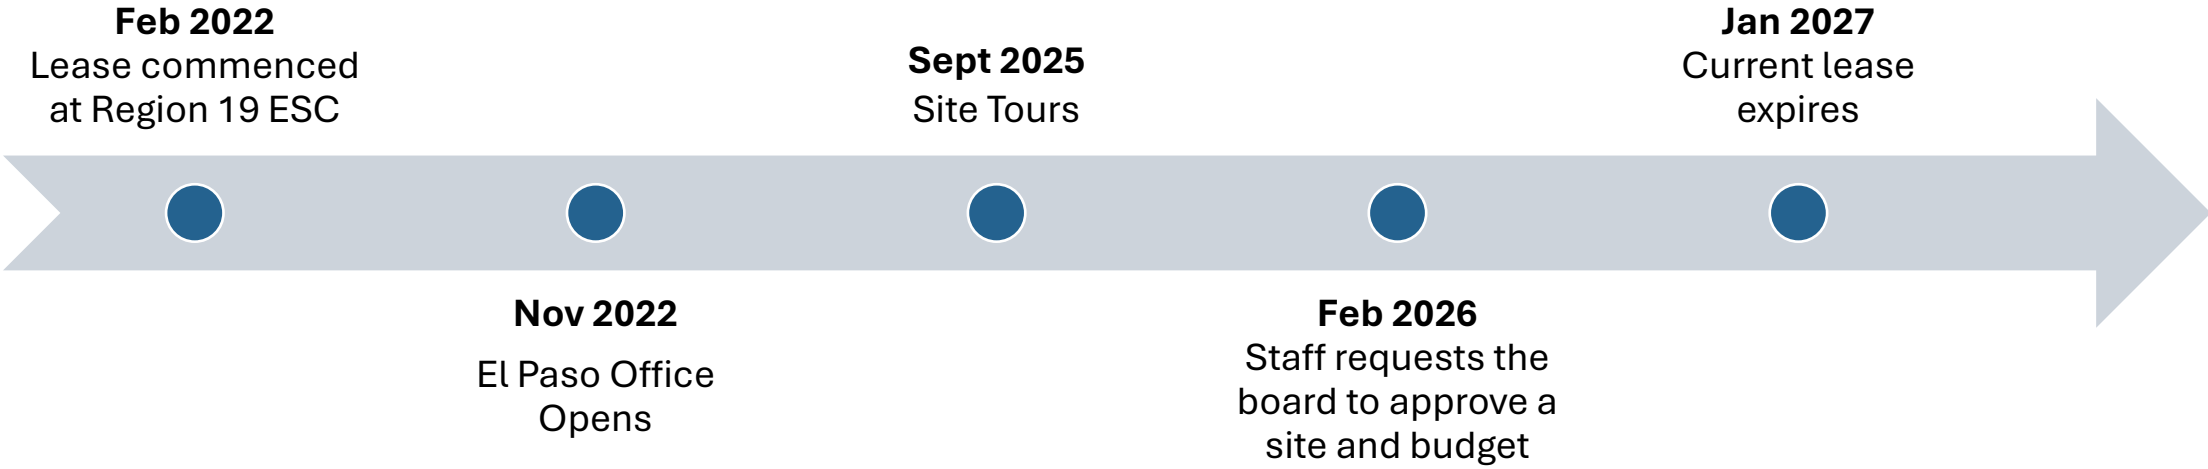 Feb 2022
Lease commenced
at Region 19 ESC
Nov 2022
El Paso Office
Opens
Sept 2025
Site Tours
Feb 2026
Staff requests the
board to approve a
site and budget
Jan 2027
Current lease
expires